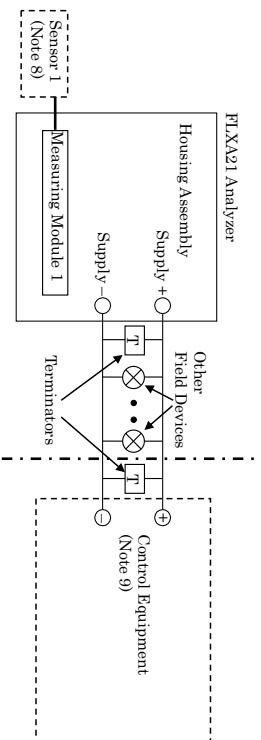 FLXA21 Analyzer
Housing Assembly
Sensor 1
(Note 8)
Measuring Module 1
Supply +
Supply −
Other
Field Devices
T
T
Terminators
+
−
Control Equipment
(Note 9)